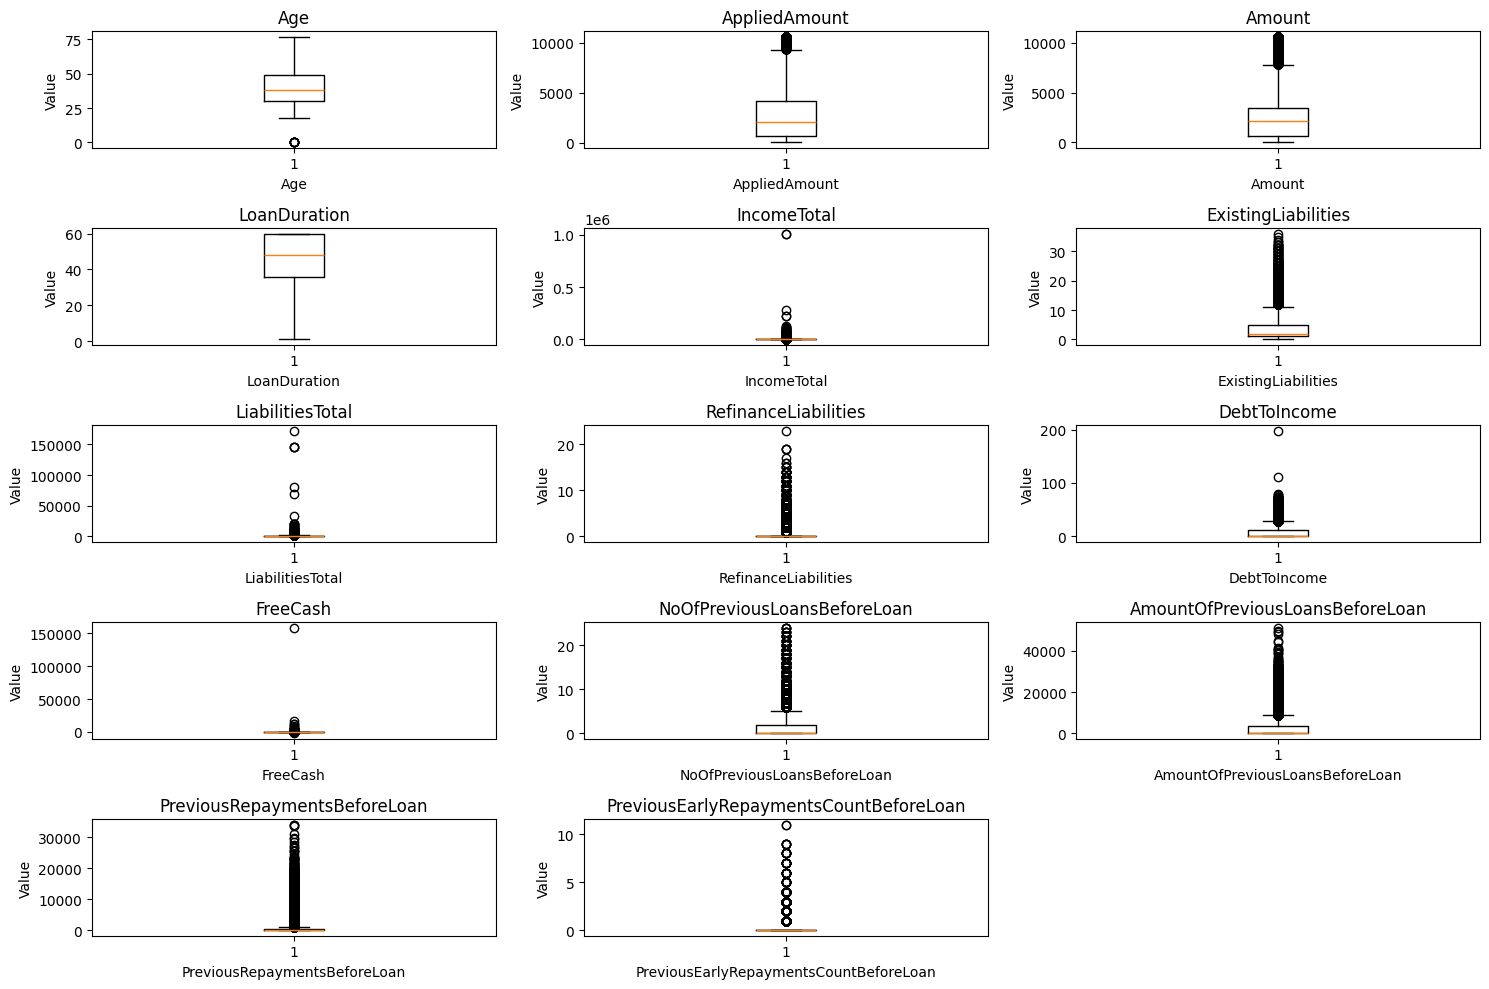 Age
AppliedAmount
Amount
75
50
25
0
Value
1
Age
10000
5000
0
Value
1
AppliedAmount
10000
5000
0
Value
1
Amount
LoanDuration
IncomeTotal
ExistingLiabilities
60
40
20
0
Value
1
LoanDuration
1e6
1.0
0.5
0.0
Value
1
IncomeTotal
30
20
10
0
Value
1
ExistingLiabilities
LiabilitiesTotal
RefinanceLiabilities
DebtToIncome
150000
100000
50000
0
Value
1
LiabilitiesTotal
20
10
0
Value
1
RefinanceLiabilities
200
100
0
Value
1
DebtToIncome
FreeCash
NoOfPreviousLoansBeforeLoan
AmountOfPreviousLoansBeforeLoan
150000
100000
50000
0
Value
1
FreeCash
20
10
0
Value
1
NoOfPreviousLoansBeforeLoan
40000
20000
0
Value
1
AmountOfPreviousLoansBeforeLoan
PreviousRepaymentsBeforeLoan
PreviousEarlyRepaymentsCountBeforeLoan
30000
20000
10000
0
Value
1
PreviousRepaymentsBeforeLoan
10
5
0
Value
1
PreviousEarlyRepaymentsCountBeforeLoan